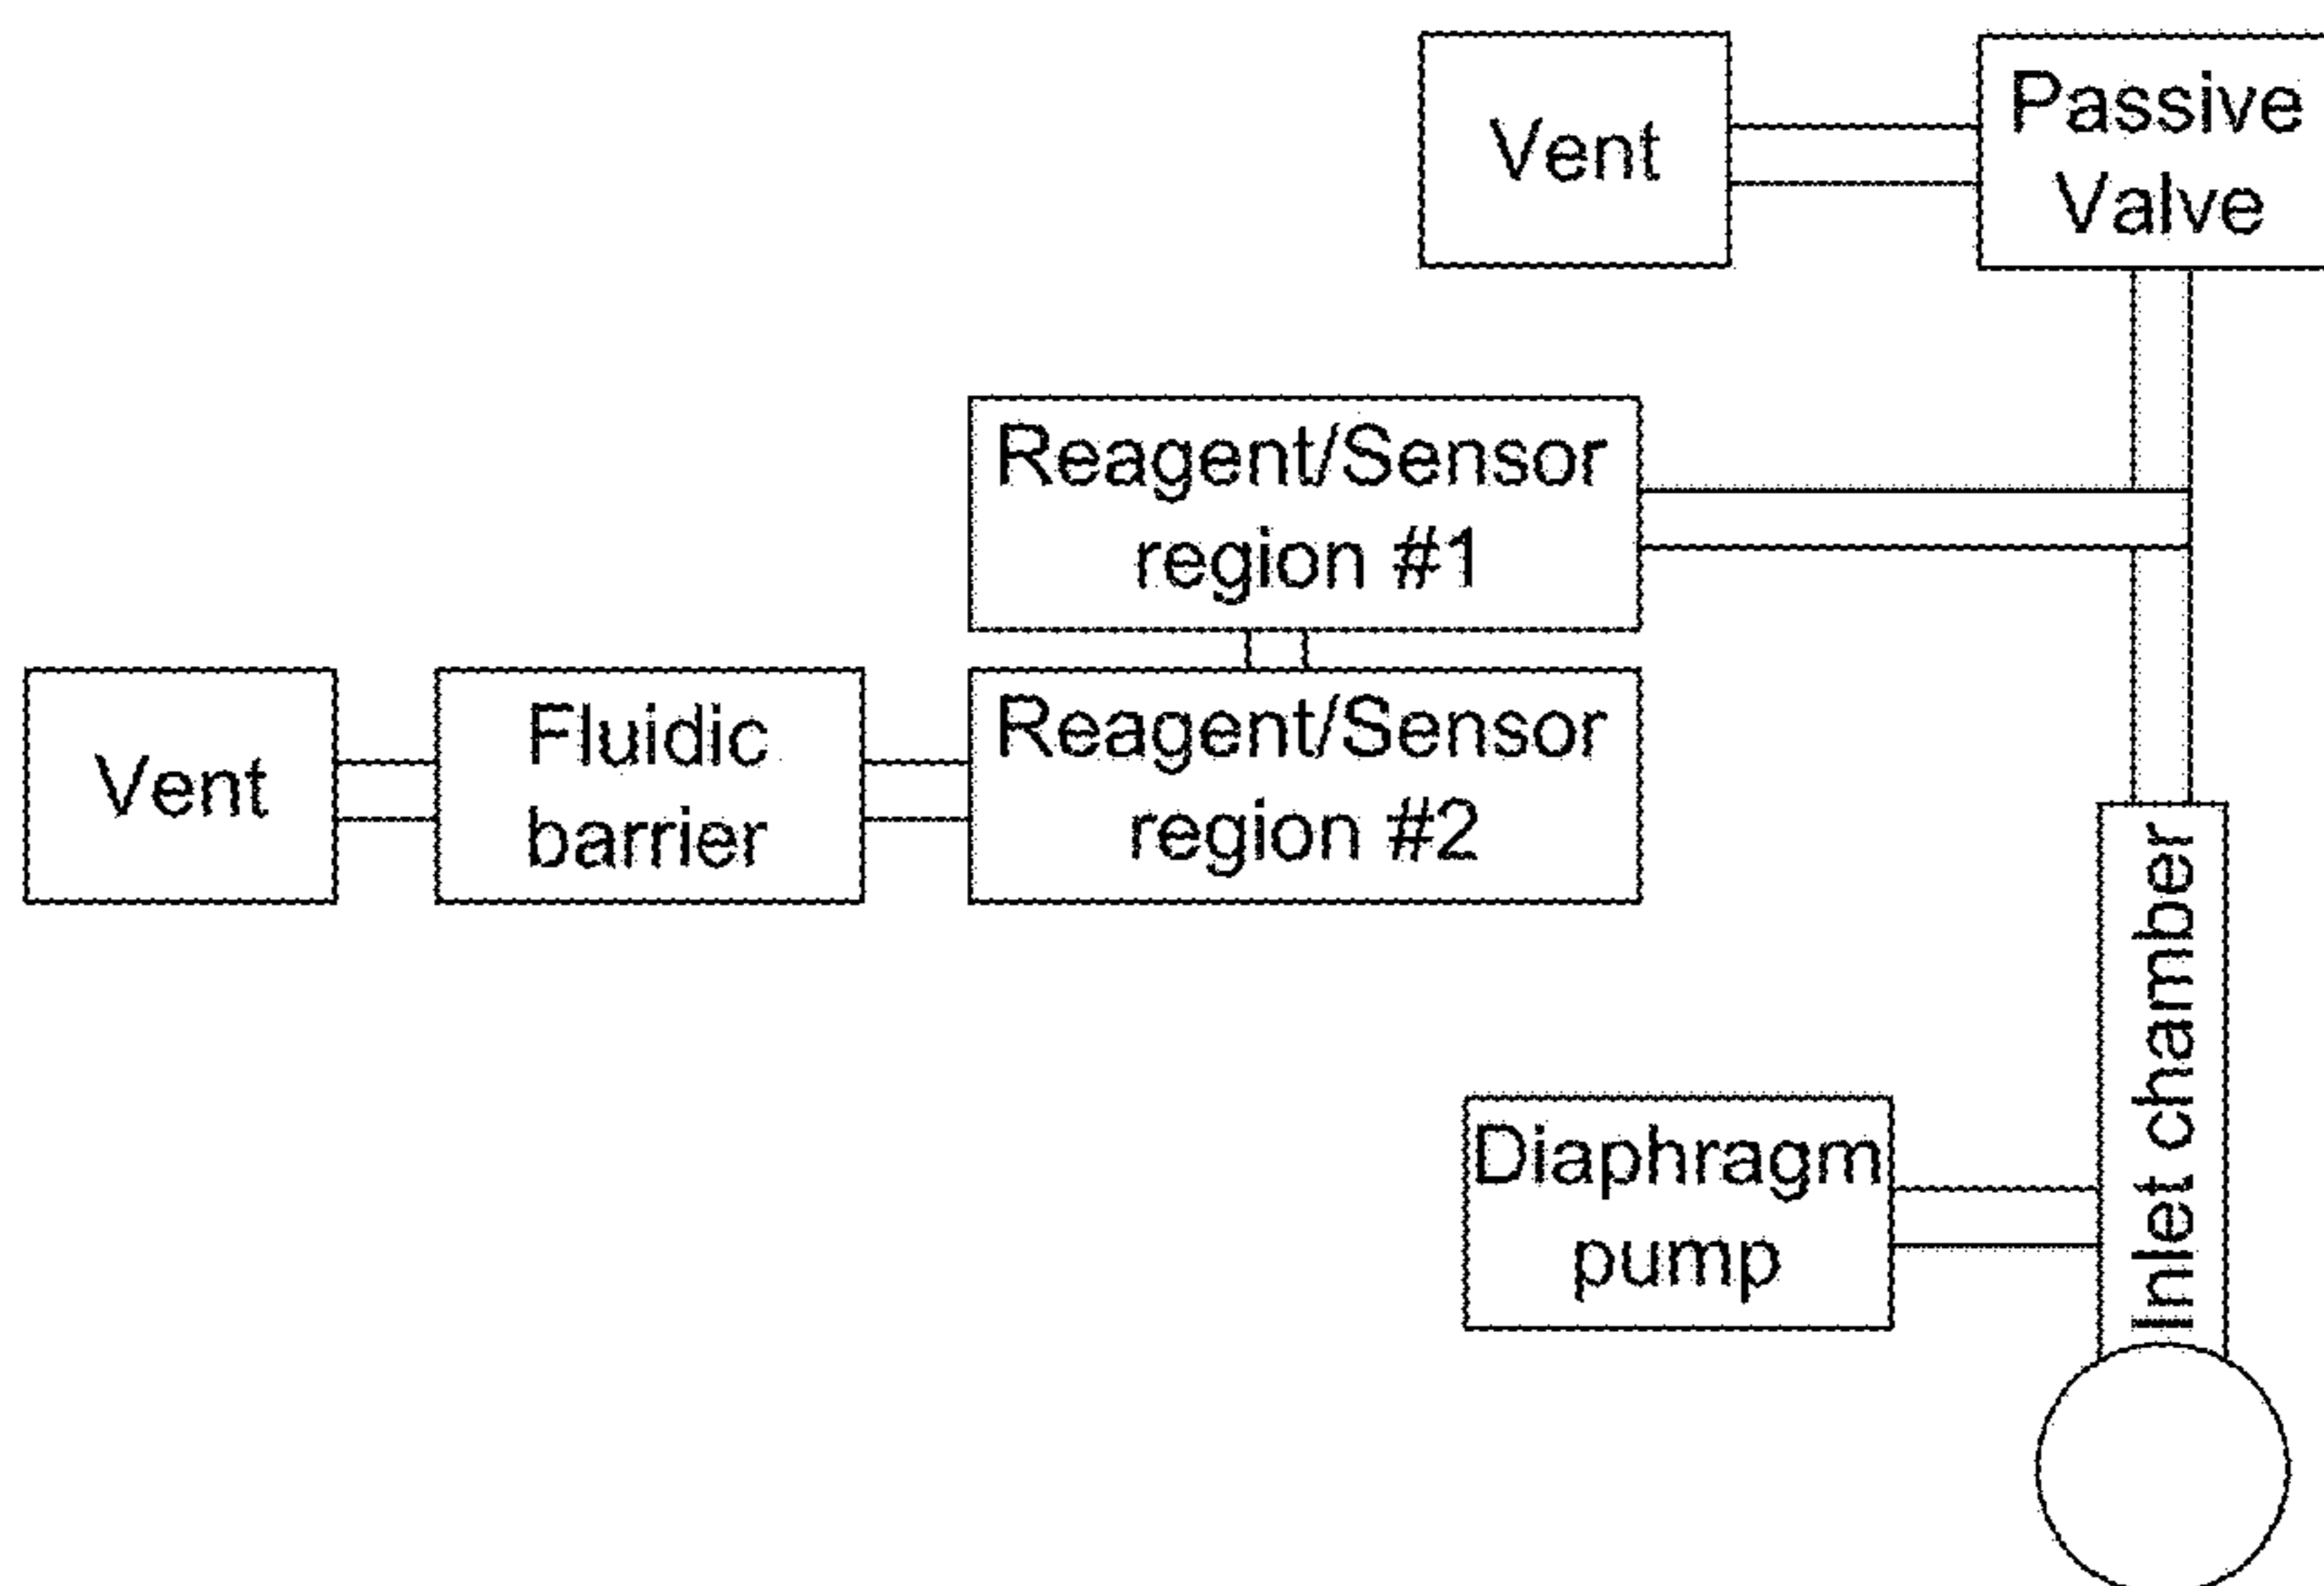 Vent
Passive
Valve
Reagent/Sensor
region #1
Vent
Fluidic
barrier
Reagent/Sensor
region #2
Inlet chamber
Diaphragm
pump